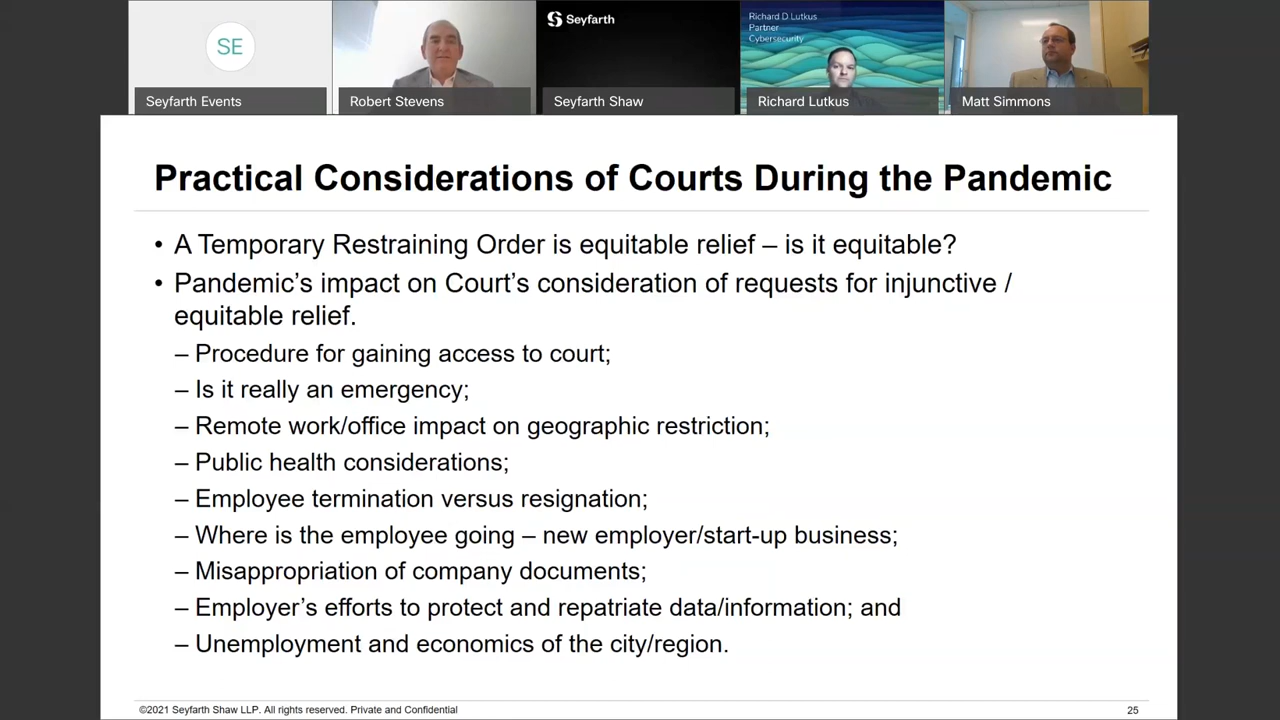 SE
Seyfarth
Richard D Lutkus
Partner
Cybersecurity
Seyfarth Events
Robert Stevens
Seyfarth Shaw
Richard Lutkus
Matt Simmons
Practical Considerations of Courts During the Pandemic
• A Temporary Restraining Order is equitable relief – is it equitable?
• Pandemic's impact on Court's consideration of requests for injunctive /
equitable relief.
– Procedure for gaining access to court;
– Is it really an emergency;
– Remote work/office impact on geographic restriction;
– Public health considerations;
– Employee termination versus resignation;
– Where is the employee going – new employer/start-up business;
– Misappropriation of company documents;
– Employer's efforts to protect and repatriate data/information; and
– Unemployment and economics of the city/region.
©2021 Seyfarth Shaw LLP. All rights reserved. Private and Confidential
25